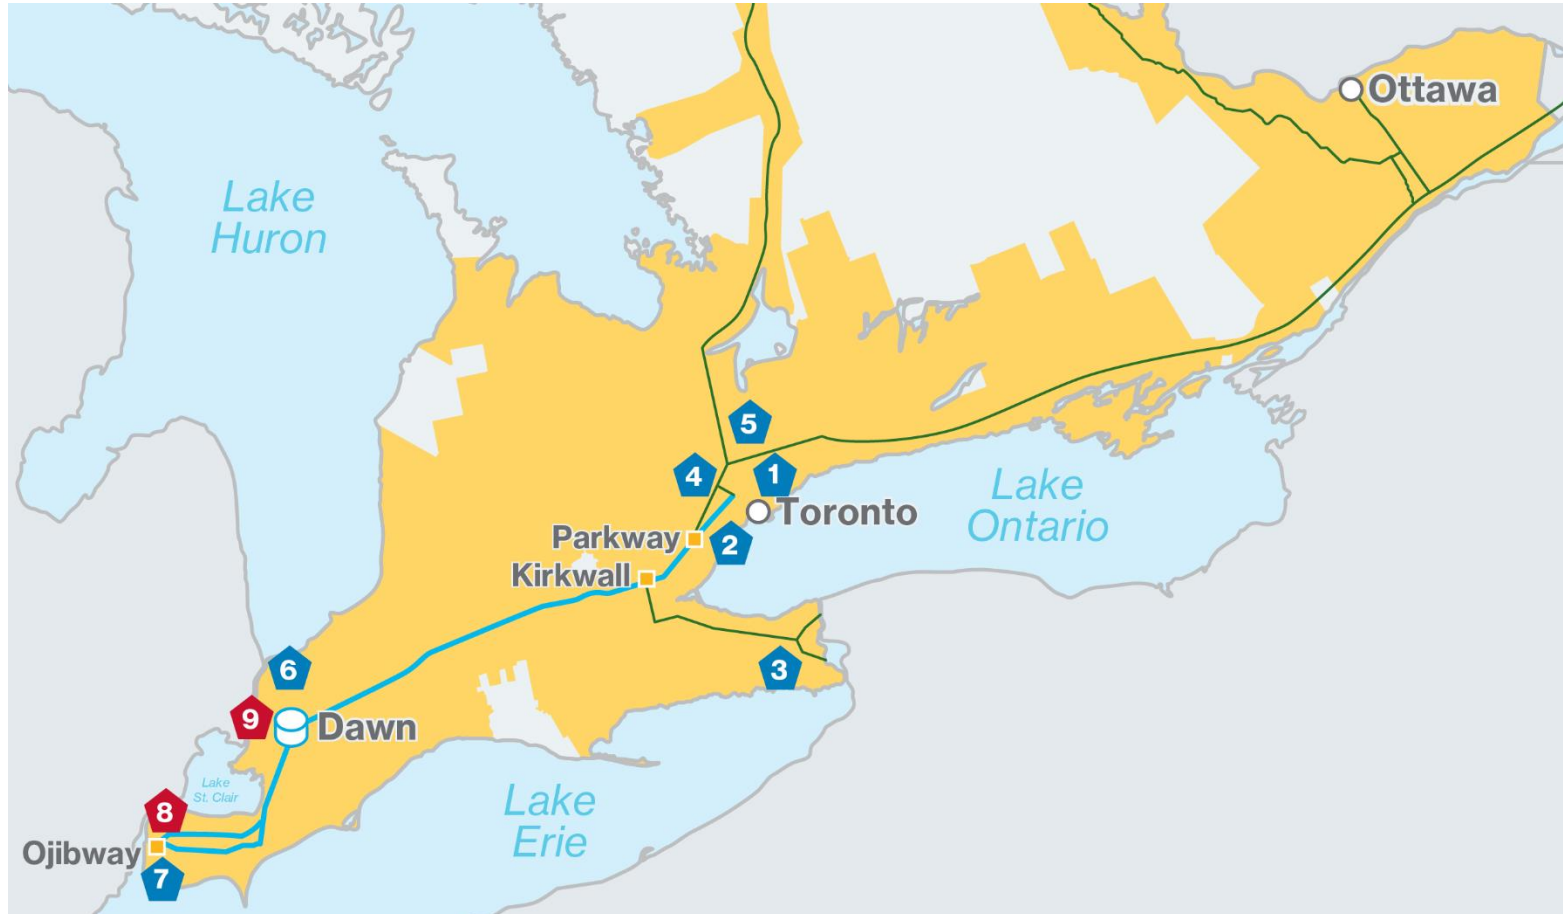 Ottawa
Lake
Huron
5
4
1
Lake
Ontario
Toronto
Parkway
2
Kirkwall
6
3
9
Dawn
Lake
St. Clair
8
Lake
Erie
Ojibway
7